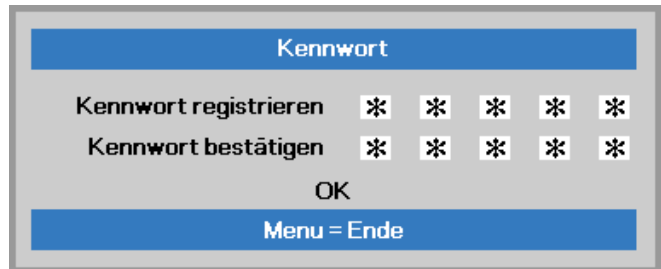 Kennwort
Kennwort registrieren * * * * *
Kennwort bestätigen * * * * *
OK
Menu = Ende